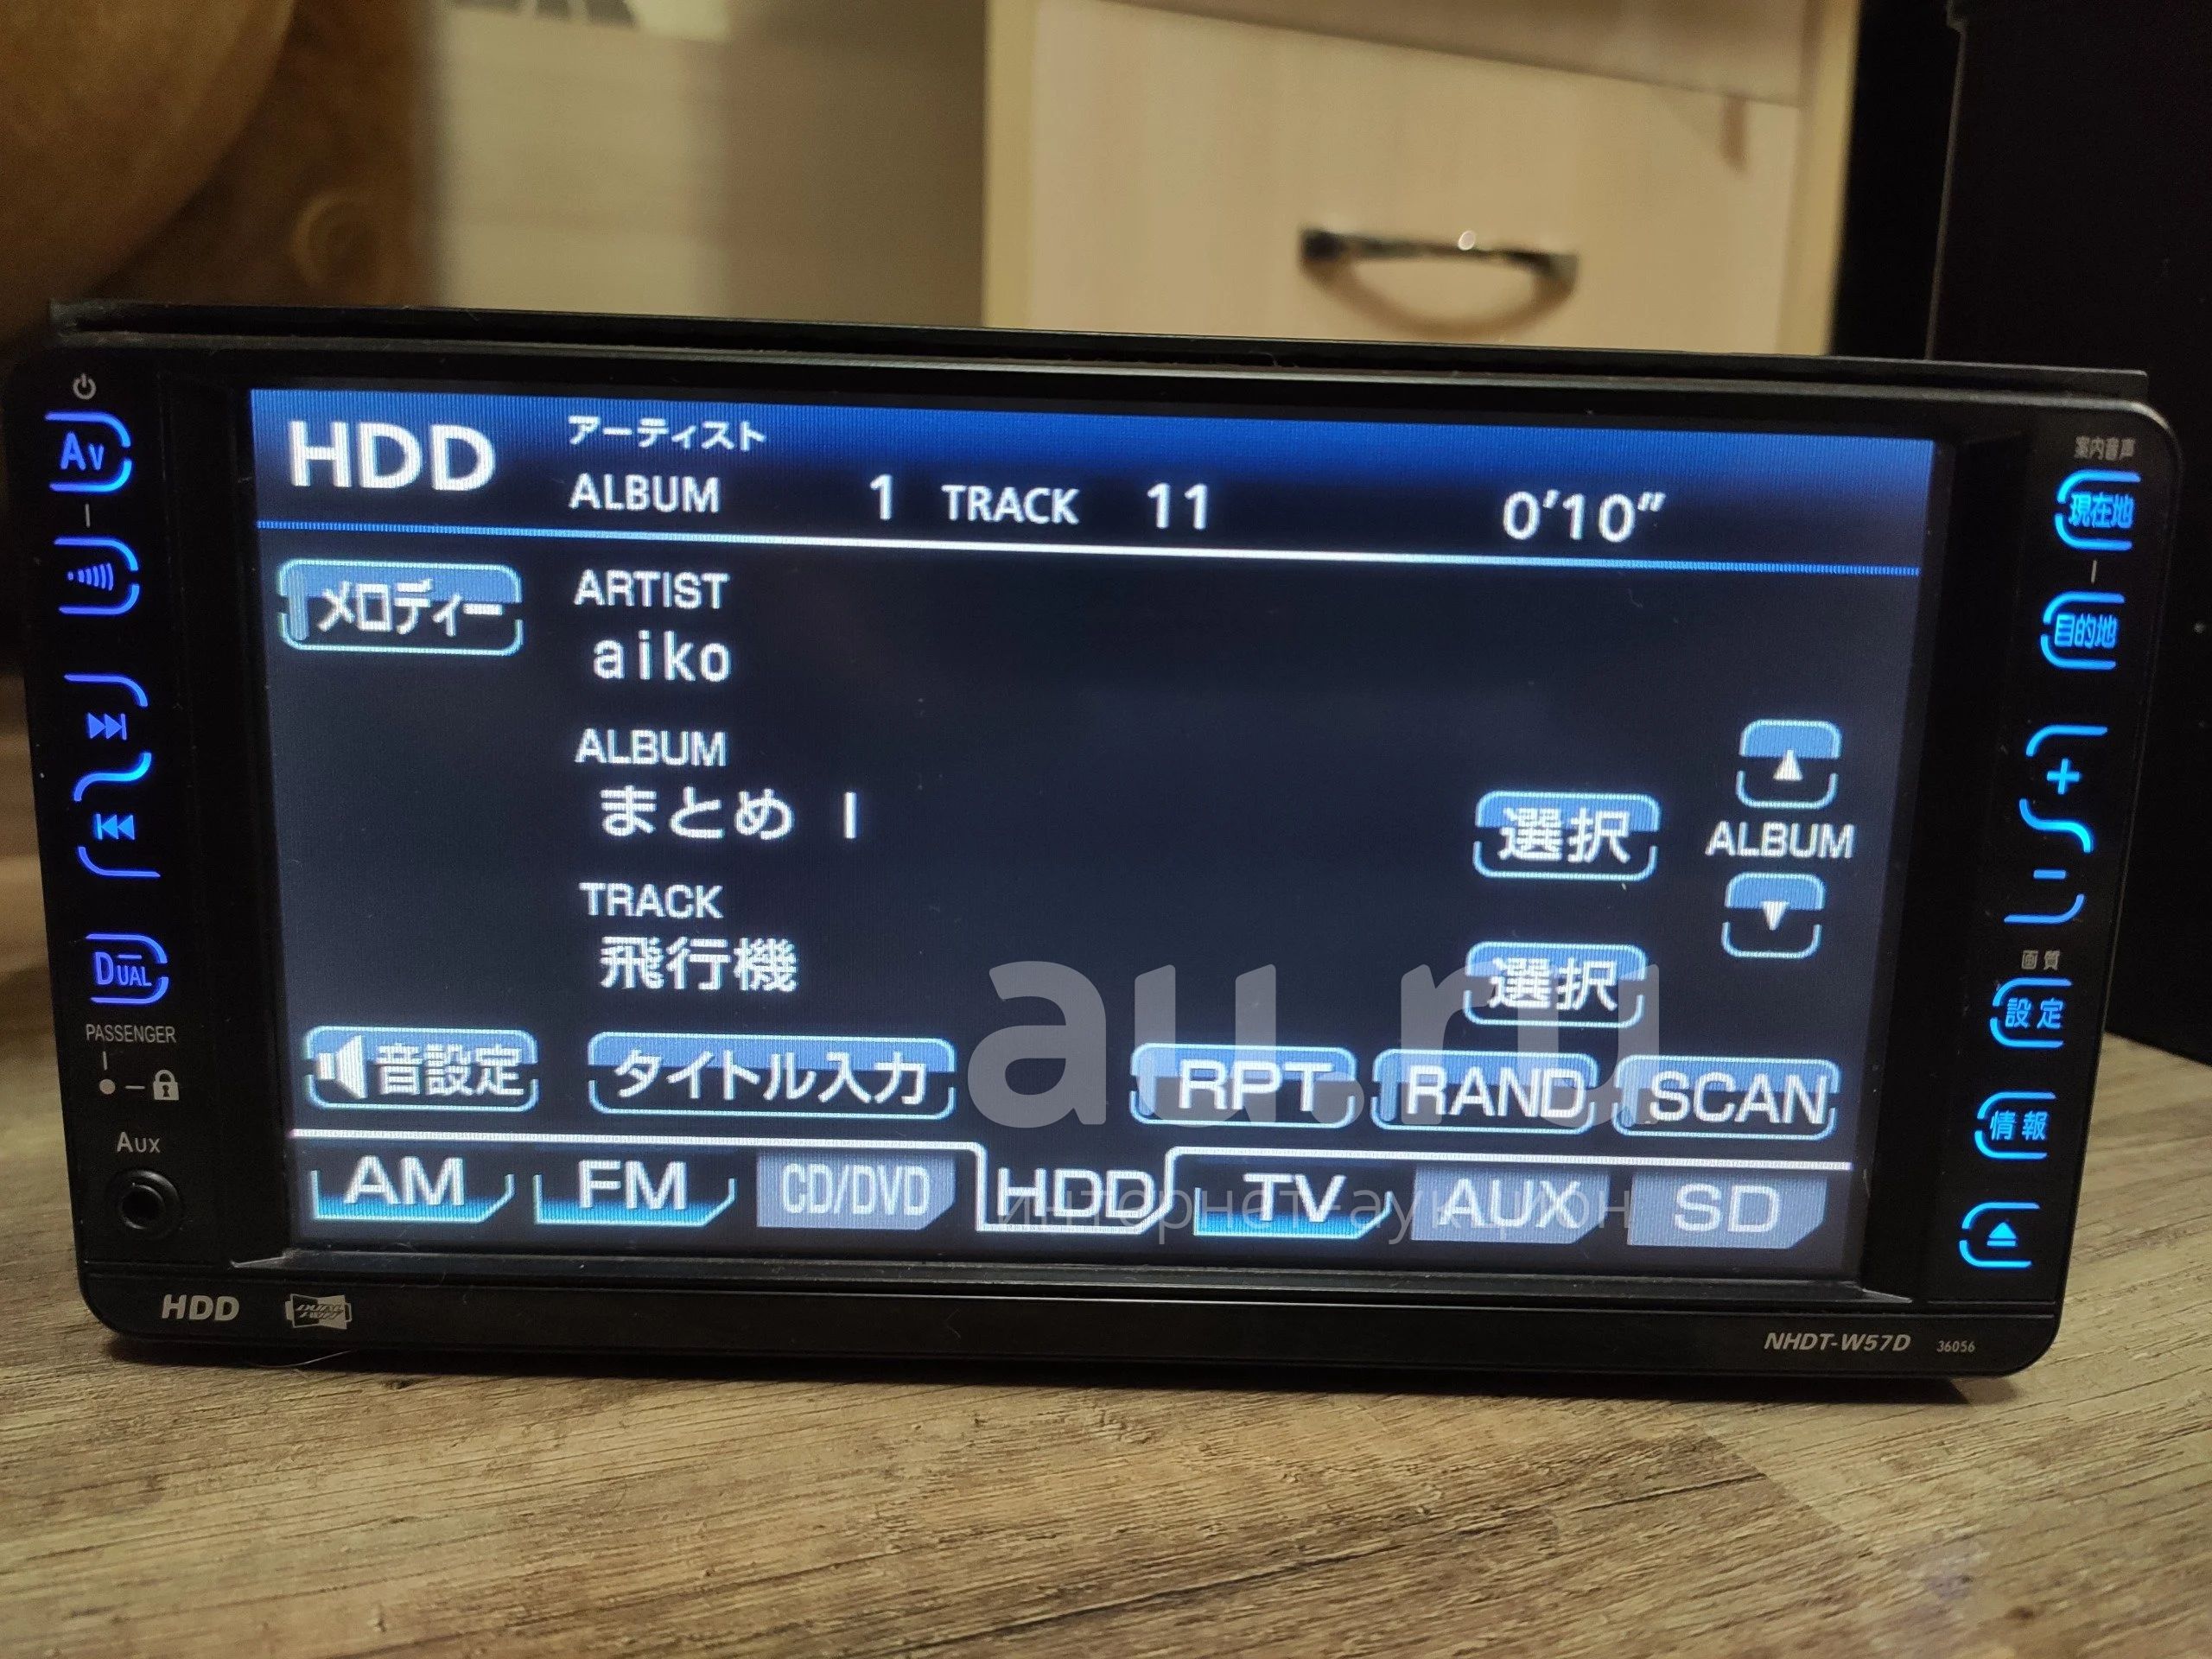 AV
DUAL
PASSENGER
AUX
HDD
アーティスト
ALBUM 1 TRACK 11 0'10"
メロディー
ARTIST
aiko
ALBUM
まとめ I
選択
ALBUM
TRACK
飛行機
選択
音設定 タイトル入力 RPT RAND SCAN
AM FM CD/DVD HDD TV AUX SD
案内音声
現在地
目的地
+
-
画質
設定
情報
HDD
NHDT-W57D 36056
au.ru
интернет-аукцион